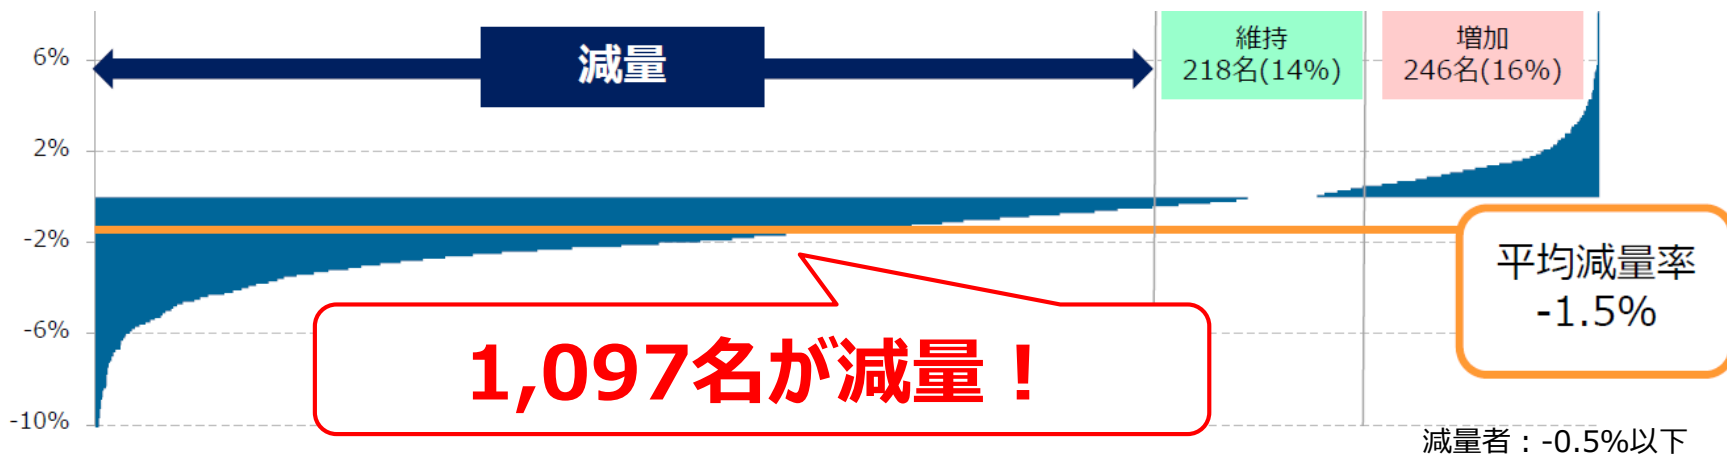 減量
維持
218名(14%)
増加
246名(16%)
6%
2%
-2%
-6%
-10%
1,097名が減量！
平均減量率
-1.5%
減量者：-0.5%以下